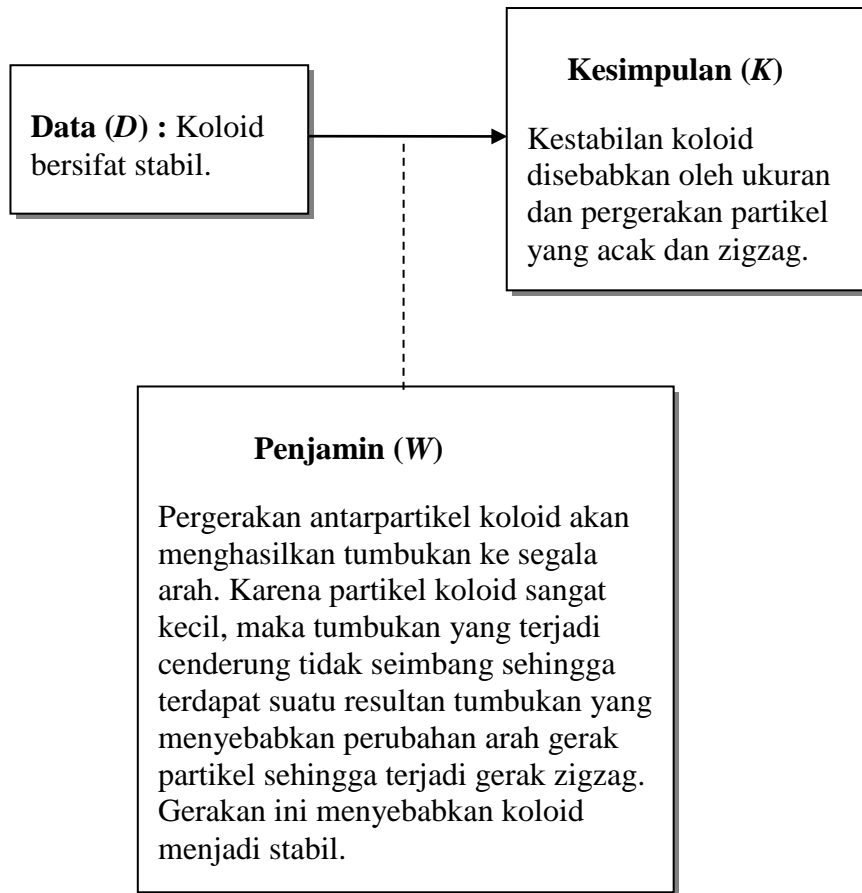 Data (D) : Koloid
bersifat stabil.
Kesimpulan (K)
Kestabilan koloid
disebabkan oleh ukuran
dan pergerakan partikel
yang acak dan zigzag.
Penjamin (W)
Pergerakan antarpartikel koloid akan
menghasilkan tumbukan ke segala
arah. Karena partikel koloid sangat
kecil, maka tumbukan yang terjadi
cenderung tidak seimbang sehingga
terdapat suatu resultan tumbukan yang
menyebabkan perubahan arah gerak
partikel sehingga terjadi gerak zigzag.
Gerakan ini menyebabkan koloid
menjadi stabil.